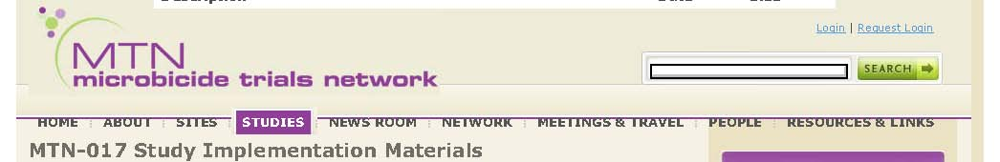 Login | Request Login
MTN
microbicide trials network
SEARCH
HOME ABOUT SITES STUDIES NEWS ROOM NETWORK MEETINGS & TRAVEL PEOPLE RESOURCES & LINKS
MTN-017 Study Implementation Materials